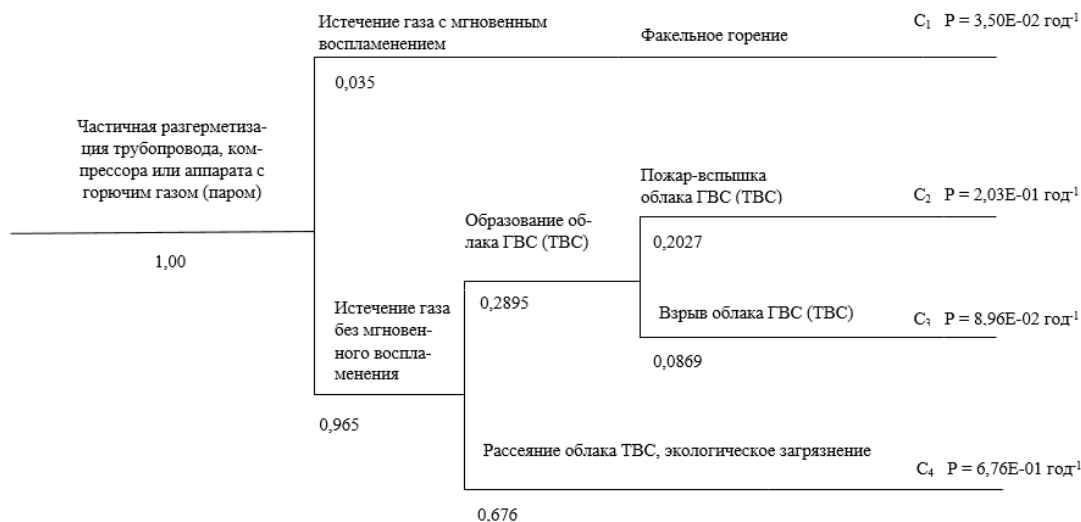 Истечение газа с мгновенным
воспламенением
Факельное горение
C₁ P = 3,50E-02 год⁻¹
0,035
Частичная разгерметиза-
ция трубопровода, ком-
прессора или аппарата с
горючим газом (паром)
1,00
Пожар-вспышка
облака ГВС (ТВС)
C₂ P = 2,03E-01 год⁻¹
0,2027
Образование об-
лака ГВС (ТВС)
0,2895
Взрыв облака ГВС (ТВС)
C₃ P = 8,96E-02 год⁻¹
0,0869
Истечение газа
без мгновен-
ного воспла-
менения
0,965
Рассеяние облака ТВС, экологическое загрязнение
C₄ P = 6,76E-01 год⁻¹
0,676